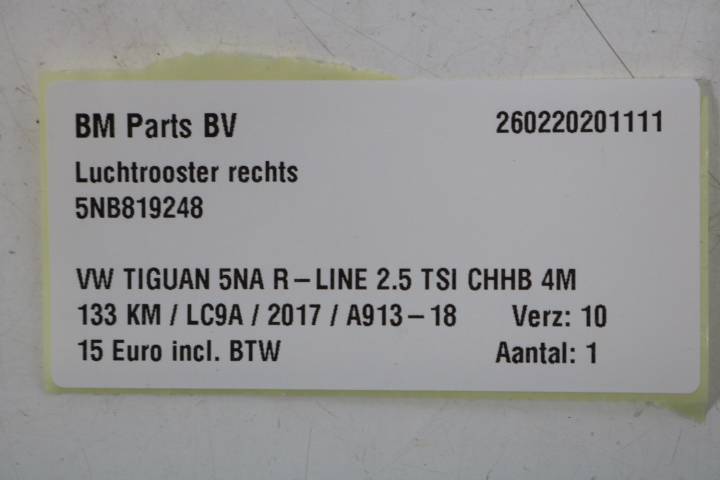 BM Parts BV 260220201111
Luchtrooster rechts
5NB819248
VW TIGUAN 5NA R-LINE 2.5 TSI CHHB 4M
133 KM / LC9A / 2017 / A913-18 Verz: 10
15 Euro incl. BTW Aantal: 1